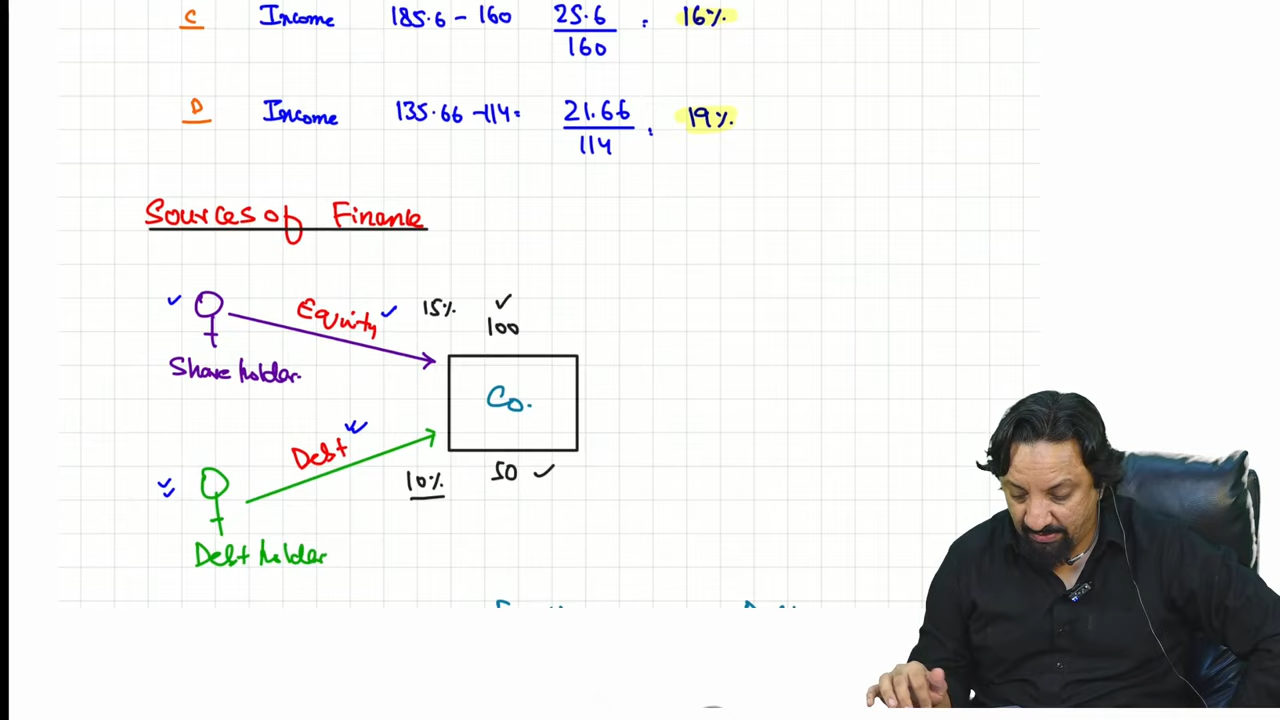 C Income 185.6 - 160 25.6 / 160 : 16%
D Income 135.66 - 114 = 21.66 / 114 : 19%
Sources of Finance
Equity 15% ✓
100
Share holder
Co.
Debt
10% 50 ✓
Debt holder